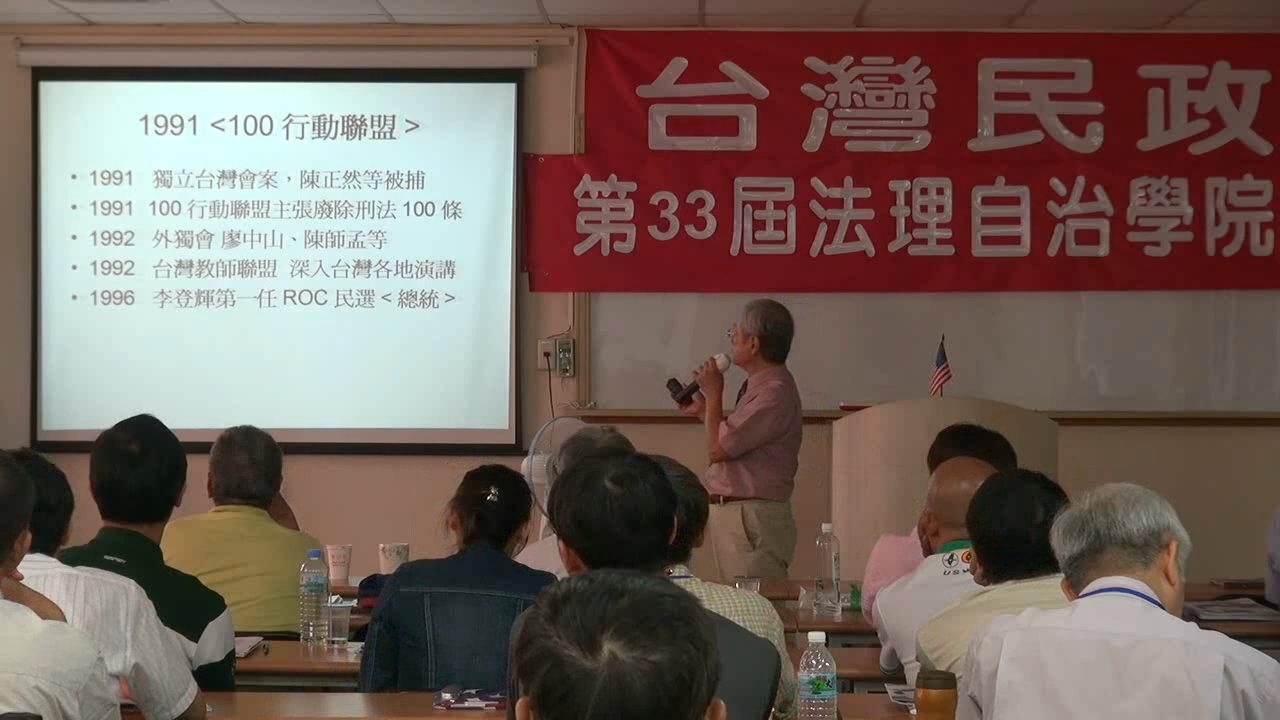 1991 <100 行動聯盟 >
• 1991 獨立台灣會案，陳正然等被捕
• 1991 100 行動聯盟主張廢除刑法 100 條
• 1992 外獨會 廖中山、陳師孟等
• 1992 台灣教師聯盟 深入台灣各地演講
• 1996 李登輝第一任 ROC 民選 < 總統 >
台灣民政
第33屆法理自治學院